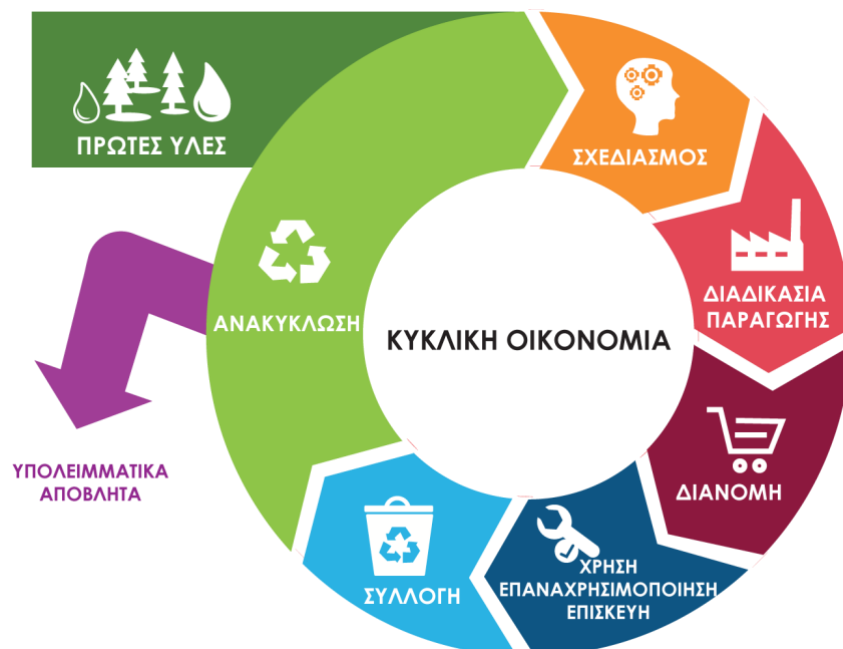 ΠΡΩΤΕΣ ΥΛΕΣ
ΣΧΕΔΙΑΣΜΟΣ
ΔΙΑΔΙΚΑΣΙΑ
ΠΑΡΑΓΩΓΗΣ
ΑΝΑΚΥΚΛΩΣΗ
ΚΥΚΛΙΚΗ ΟΙΚΟΝΟΜΙΑ
ΔΙΑΝΟΜΗ
ΧΡΗΣΗ
ΕΠΑΝΑΧΡΗΣΙΜΟΠΟΙΗΣΗ
ΕΠΙΣΚΕΥΗ
ΣΥΛΛΟΓΗ
ΥΠΟΛΕΙΜΜΑΤΙΚΑ
ΑΠΟΒΛΗΤΑ